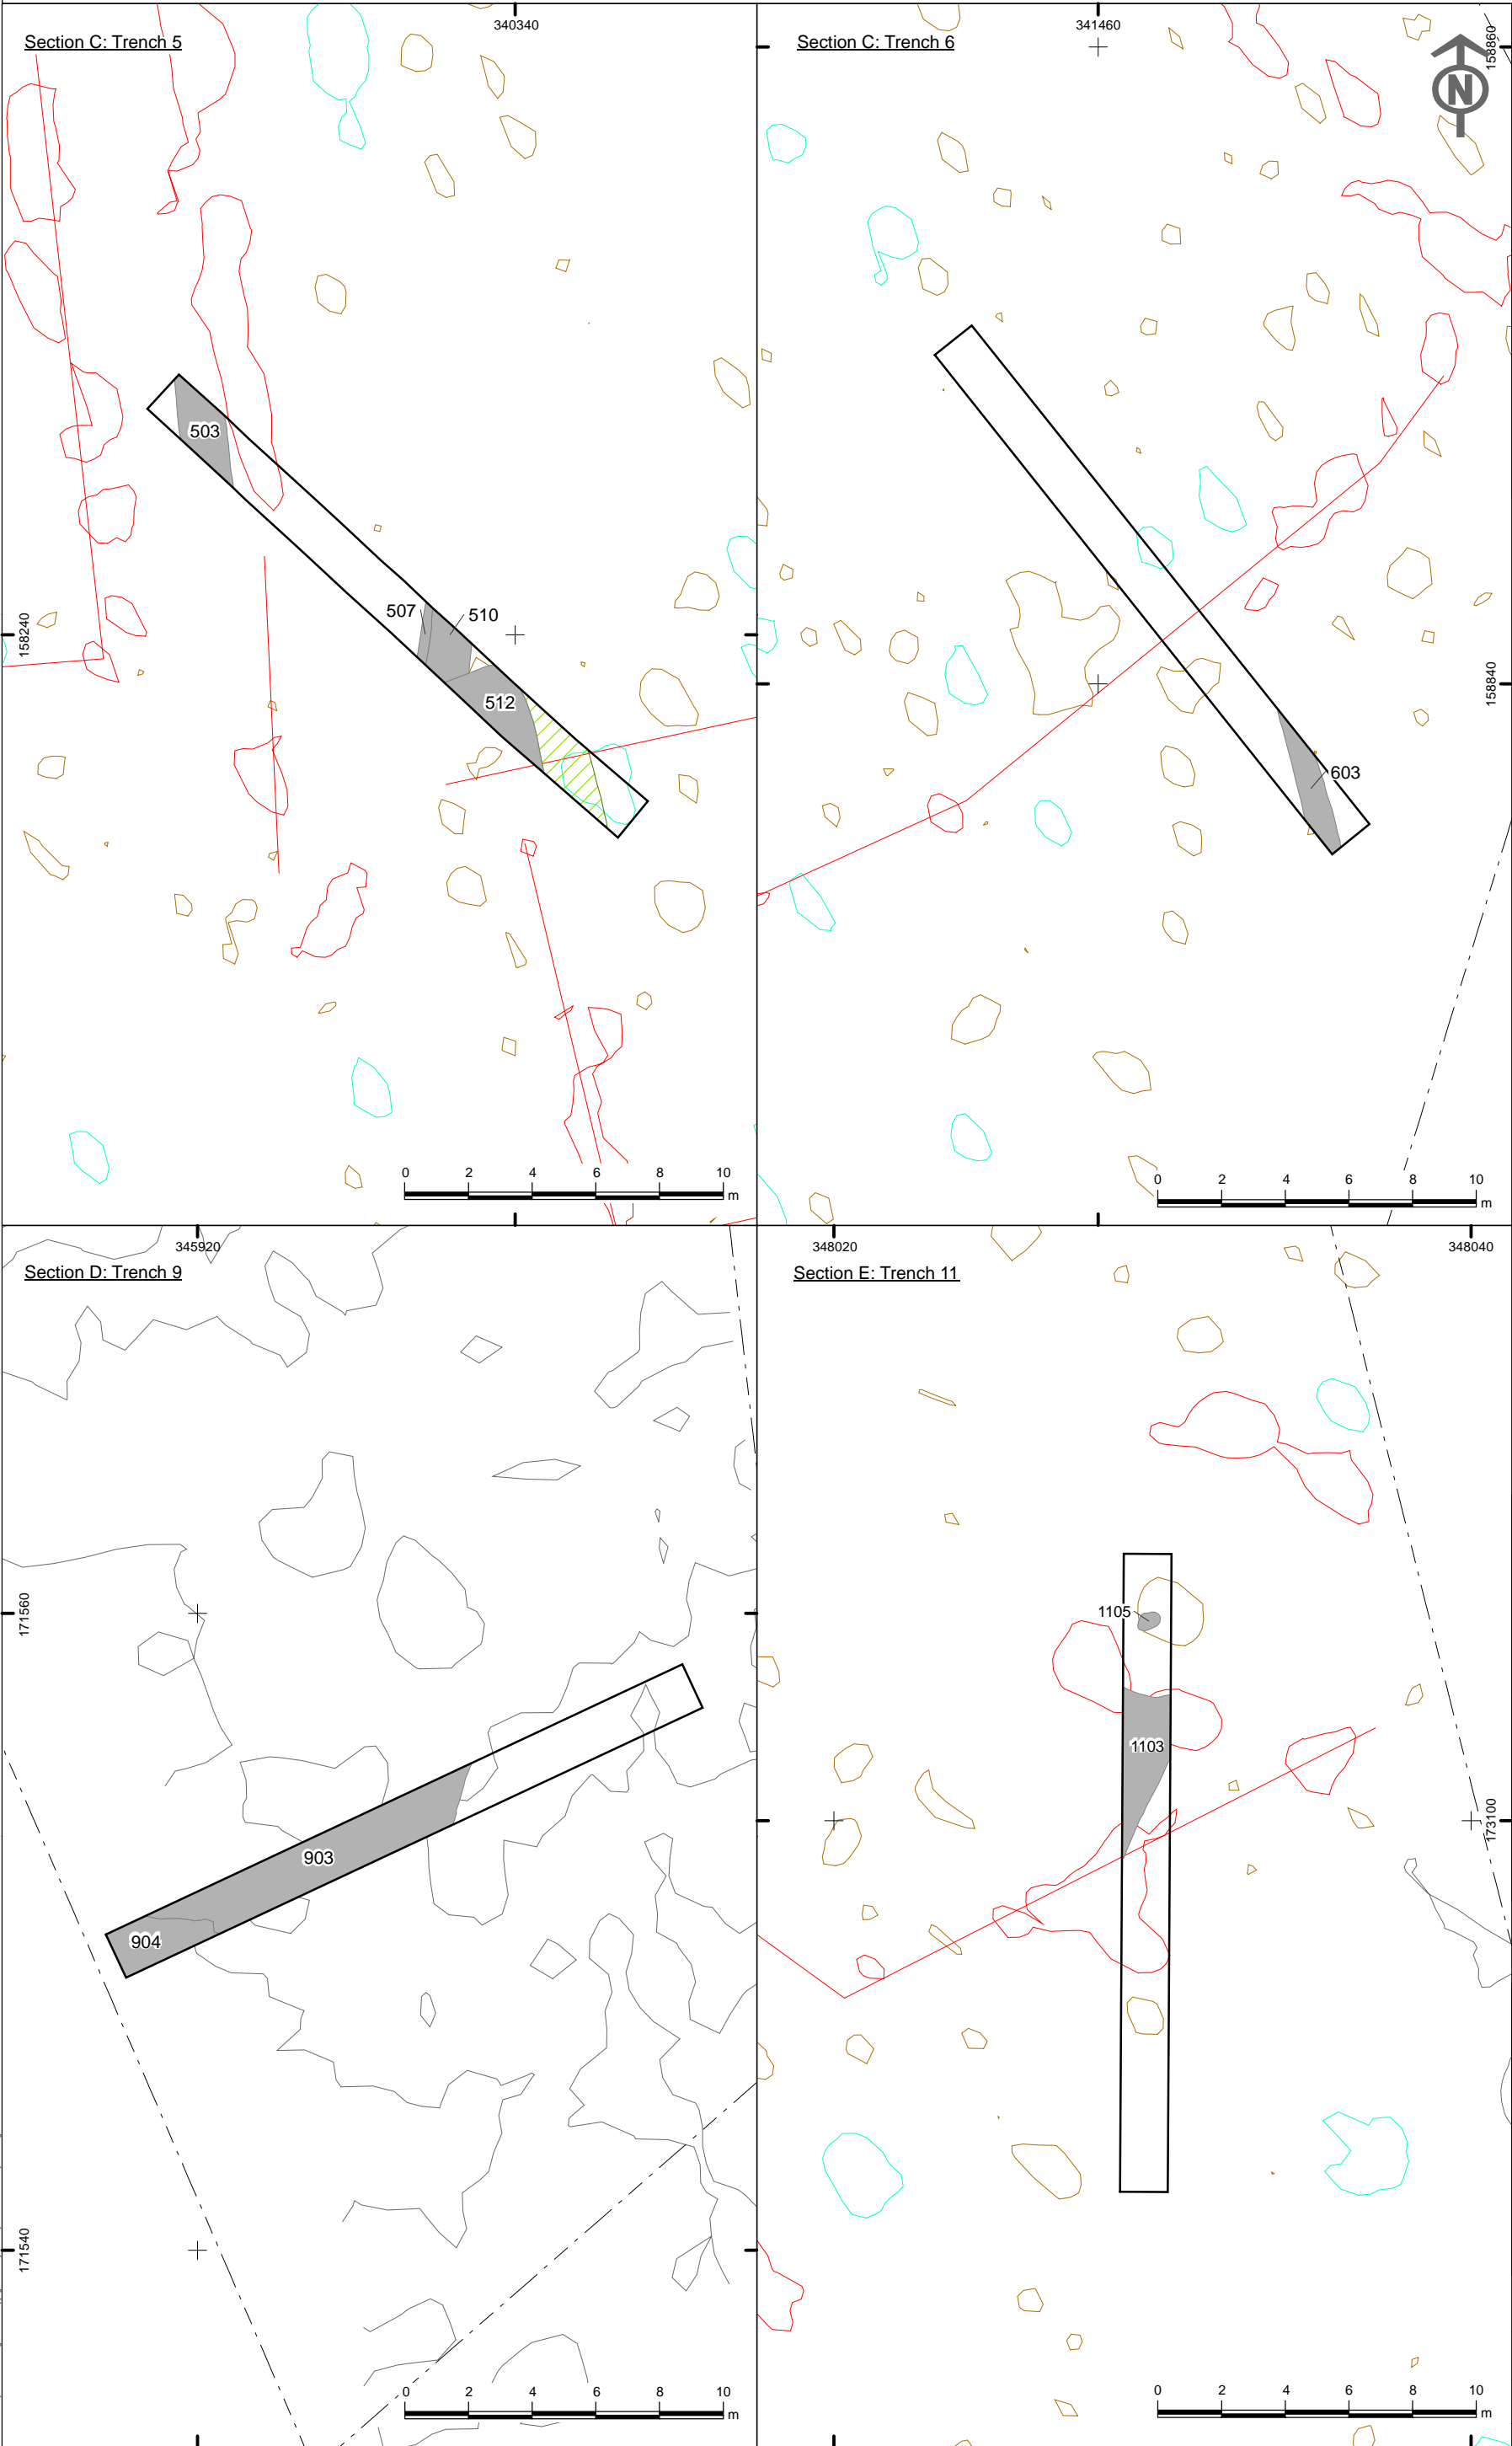 340340
Section C: Trench 5
503
507
510
512
158240
0 2 4 6 8 10 m
341460
Section C: Trench 6
158860
N
158840
603
0 2 4 6 8 10 m
345920
Section D: Trench 9
171560
903
904
171540
0 2 4 6 8 10 m
348020
348040
Section E: Trench 11
1105
1103
173100
0 2 4 6 8 10 m